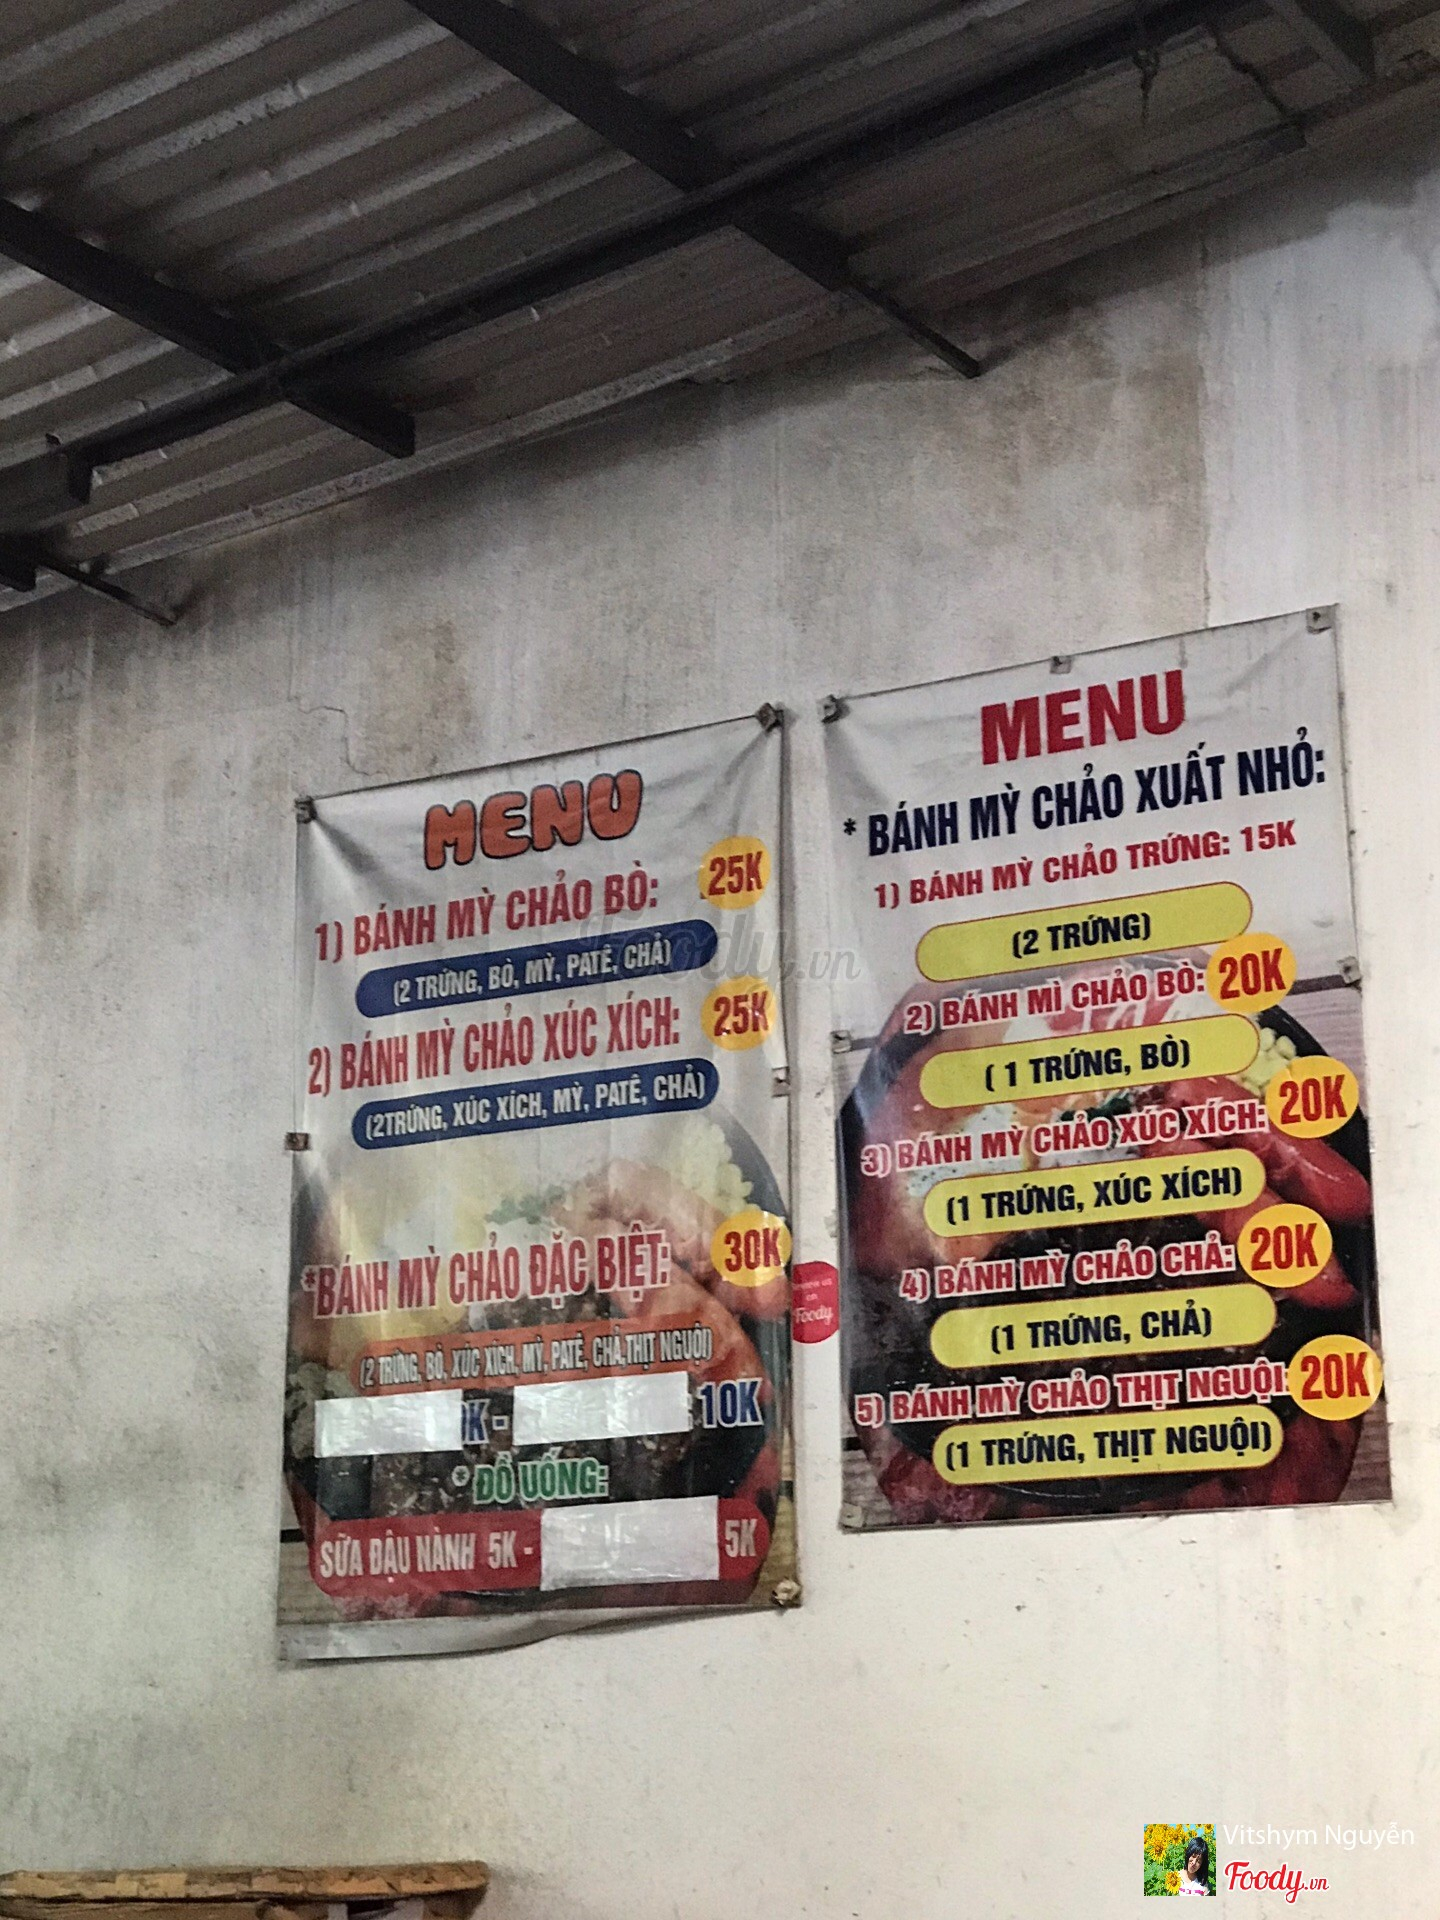 MENU
1) BÁNH MỲ CHẢO BÒ: 25K
(2 TRỨNG, BÒ, MỲ, PATÊ, CHẢ)
2) BÁNH MỲ CHẢO XÚC XÍCH: 25K
(2TRỨNG, XÚC XÍCH, MỲ, PATÊ, CHẢ)
*BÁNH MỲ CHẢO ĐẶC BIỆT: 30K
(2 TRỨNG, BÒ, XÚC XÍCH, MỲ, PATÊ, CHẢ,THỊT NGUỘI)
K - 10K
* ĐỒ UỐNG:
SỮA ĐẬU NÀNH 5K - 5K
MENU
* BÁNH MỲ CHẢO XUẤT NHỎ:
1) BÁNH MỲ CHẢO TRỨNG: 15K
(2 TRỨNG)
2) BÁNH MÌ CHẢO BÒ: 20K
( 1 TRỨNG, BÒ)
3) BÁNH MỲ CHẢO XÚC XÍCH: 20K
(1 TRỨNG, XÚC XÍCH)
4) BÁNH MỲ CHẢO CHẢ: 20K
(1 TRỨNG, CHẢ)
5) BÁNH MỲ CHẢO THỊT NGUỘI: 20K
(1 TRỨNG, THỊT NGUỘI)
us
on
Foody
Foody.vn
Vitshym Nguyễn
Foody.vn